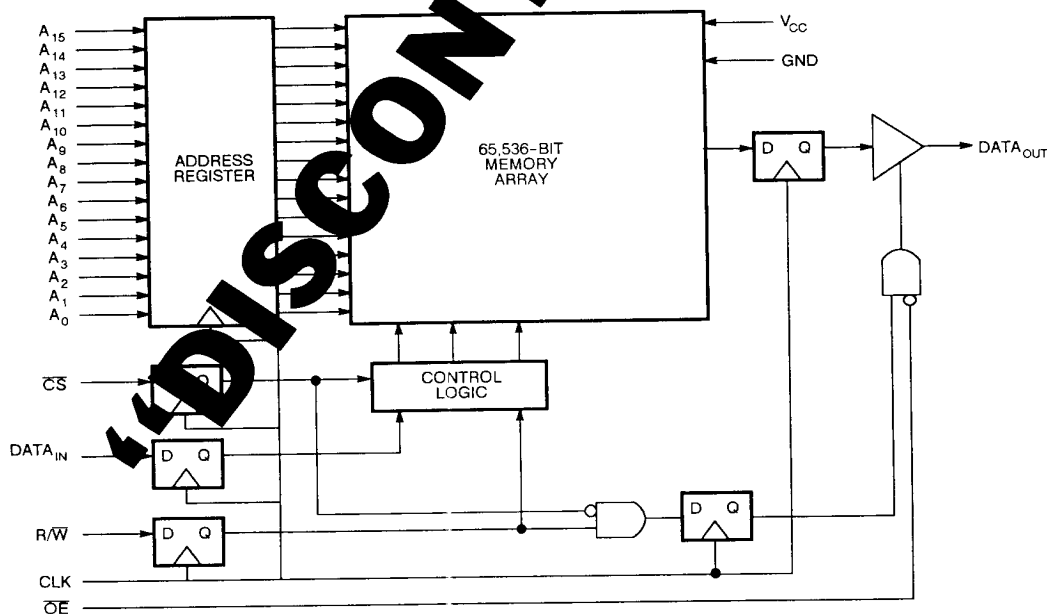 A15
A14
A13
A12
A11
A10
A9
A8
A7
A6
A5
A4
A3
A2
A1
A0
ADDRESS
REGISTER
65,536-BIT
MEMORY
ARRAY
VCC
GND
D Q
DATAOUT
CS
Q
CONTROL
LOGIC
DATAIN
D Q
R/W
D Q
D Q
CLK
OE